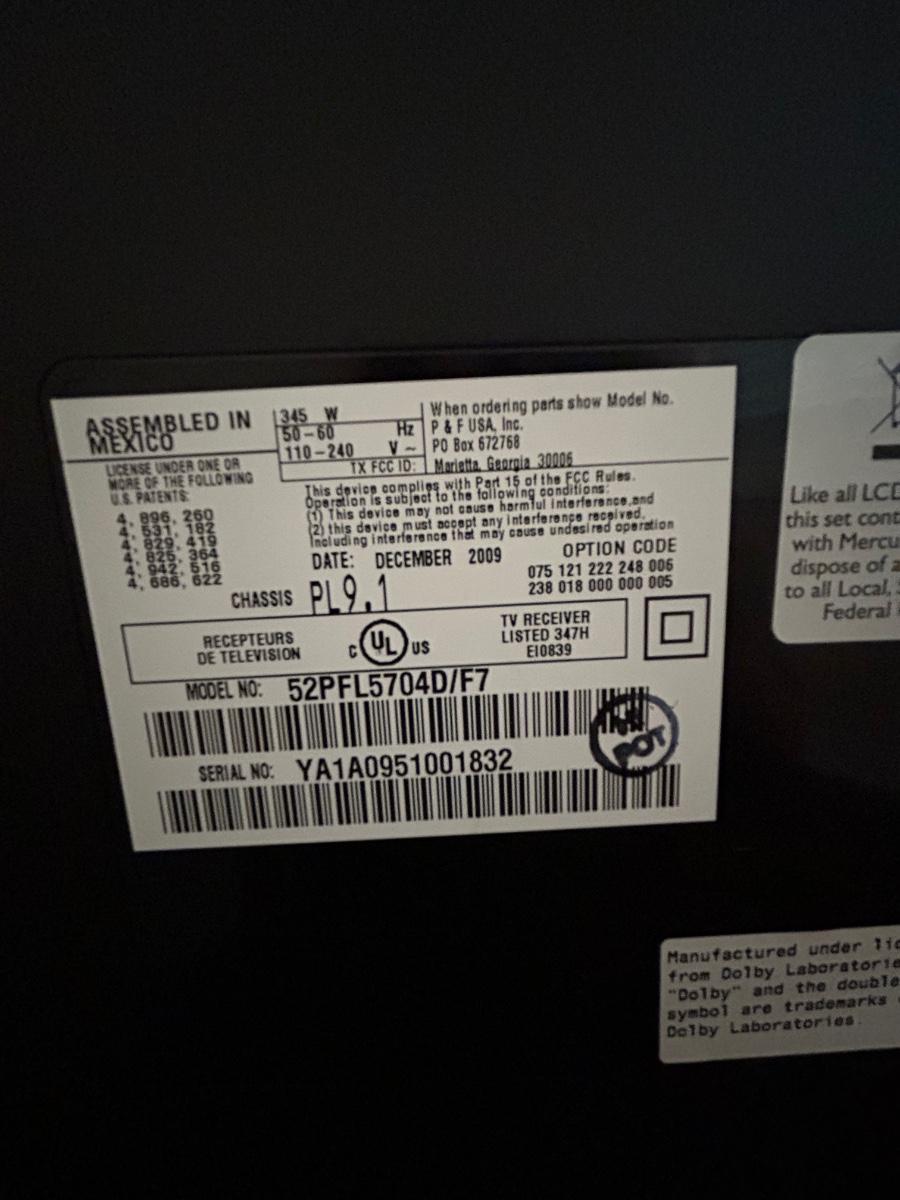 ASSEMBLED IN
MEXICO
345 W
50-60 Hz
110-240 V ~
TX FCC ID:
When ordering parts show Model No.
P & F USA, Inc.
PO Box 672768
Marietta, Georgia 30006
LICENSE UNDER ONE OR
MORE OF THE FOLLOWING
U.S. PATENTS:
4, 896, 260
4, 531, 182
4, 829, 419
4, 825, 364
4, 942, 516
4, 686, 622
This device complies with Part 15 of the FCC Rules.
Operation is subject to the following conditions:
(1) This device may not cause harmful interference,and
(2) this device must accept any interference received,
Including interference that may cause undesired operation
DATE: DECEMBER 2009
OPTION CODE
075 121 222 248 006
238 018 000 000 005
CHASSIS PL9.1
RECEPTEURS
DE TELEVISION
C UL US
TV RECEIVER
LISTED 347H
EI0839
MODEL NO: 52PFL5704D/F7
POT
SERIAL NO: YA1A0951001832
Like all LCD
this set cont
with Mercu
dispose of a
to all Local,
Federal
Manufactured under lic
from Dolby Laboratorie
"Dolby" and the double
symbol are trademarks
Dolby Laboratories.